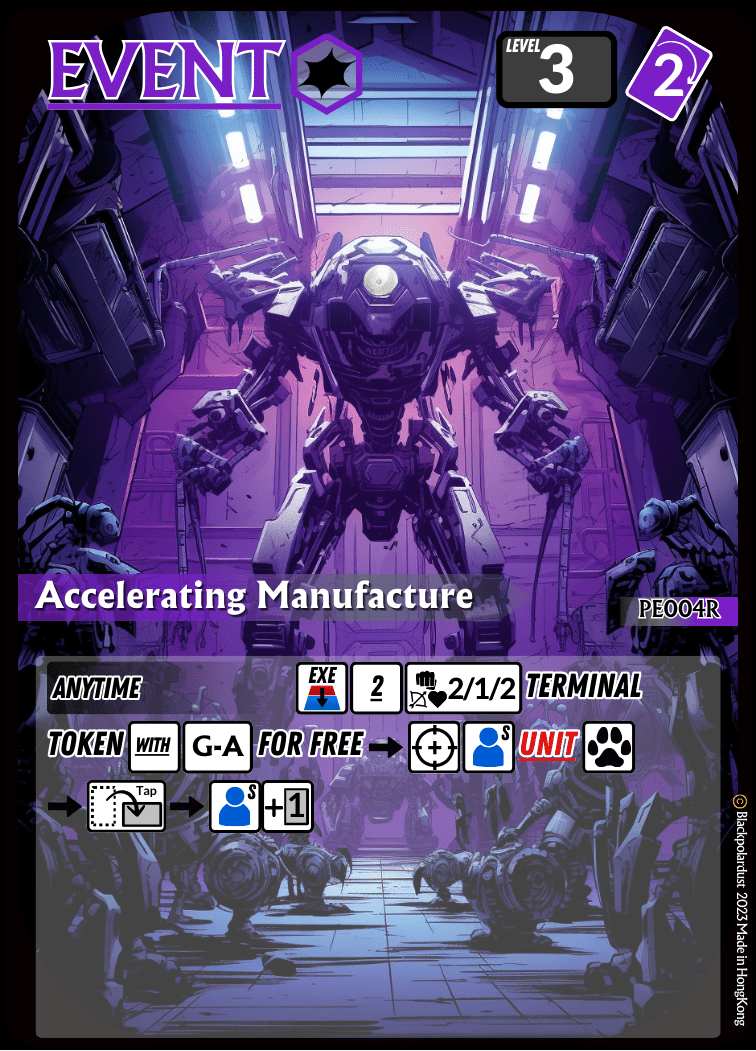 EVENT
LEVEL 3
2
Accelerating Manufacture
PE004R
ANYTIME EXE 2 2/1/2 TERMINAL
TOKEN WITH G-A FOR FREE S UNIT
Tap S +1
© Blackpolardust 2023 Made in HongKong